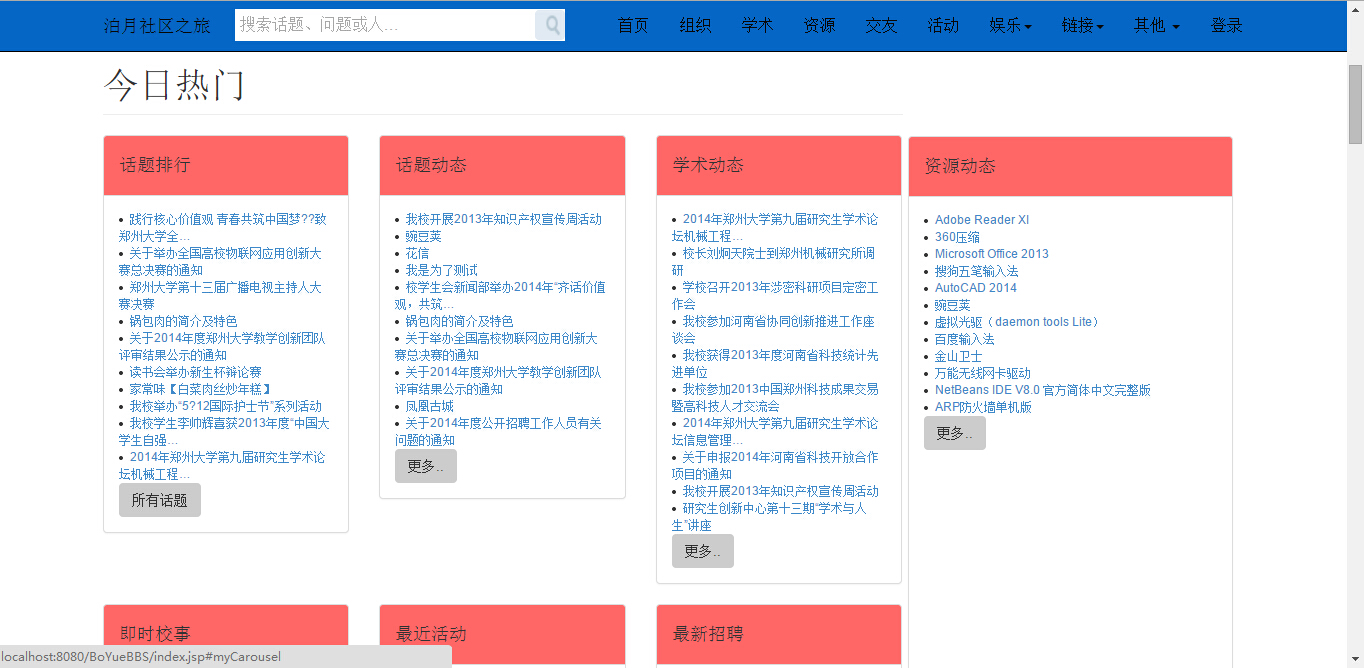 泊月社区之旅
搜索话题、问题或人...
首页 组织 学术 资源 交友 活动 娱乐 链接 其他 登录
今日热门
话题排行
• 践行核心价值观 青春共筑中国梦??致
郑州大学全...
• 关于举办全国高校物联网应用创新大
赛总决赛的通知
• 郑州大学第十三届广播电视主持人大
赛决赛
• 锅包肉的简介及特色
• 关于2014年度郑州大学教学创新团队
评审结果公示的通知
• 读书会举办新生杯辩论赛
• 家常味【白菜肉丝炒年糕】
• 我校举办“5?12国际护士节”系列活动
• 我校学生李帅辉喜获2013年度“中国大
学生自强...
• 2014年郑州大学第九届研究生学术论
坛机械工程...
所有话题
话题动态
• 我校开展2013年知识产权宣传周活动
• 豌豆荚
• 花信
• 我是为了测试
• 校学生会新闻部举办2014年“齐话价值
观，共筑...
• 锅包肉的简介及特色
• 关于举办全国高校物联网应用创新大
赛总决赛的通知
• 关于2014年度郑州大学教学创新团队
评审结果公示的通知
• 凤凰古城
• 关于2014年度公开招聘工作人员有关
问题的通知
更多..
学术动态
• 2014年郑州大学第九届研究生学术论
坛机械工程...
• 校长刘炯天院士到郑州机械研究所调
研
• 学校召开2013年涉密科研项目定密工
作会
• 我校参加河南省协同创新推进工作座
谈会
• 我校获得2013年度河南省科技统计先
进单位
• 我校参加2013中国郑州科技成果交易
暨高科技人才交流会
• 2014年郑州大学第九届研究生学术论
坛信息管理...
• 关于申报2014年河南省科技开放合作
项目的通知
• 我校开展2013年知识产权宣传周活动
• 研究生创新中心第十三期“学术与人
生”讲座
更多..
资源动态
• Adobe Reader XI
• 360压缩
• Microsoft Office 2013
• 搜狗五笔输入法
• AutoCAD 2014
• 豌豆荚
• 虚拟光驱（daemon tools Lite）
• 百度输入法
• 金山卫士
• 万能无线网卡驱动
• NetBeans IDE V8.0 官方简体中文完整版
• ARP防火墙单机版
更多..
即时校事
最近活动
最新招聘
localhost:8080/BoYueBBS/index.jsp#myCarousel